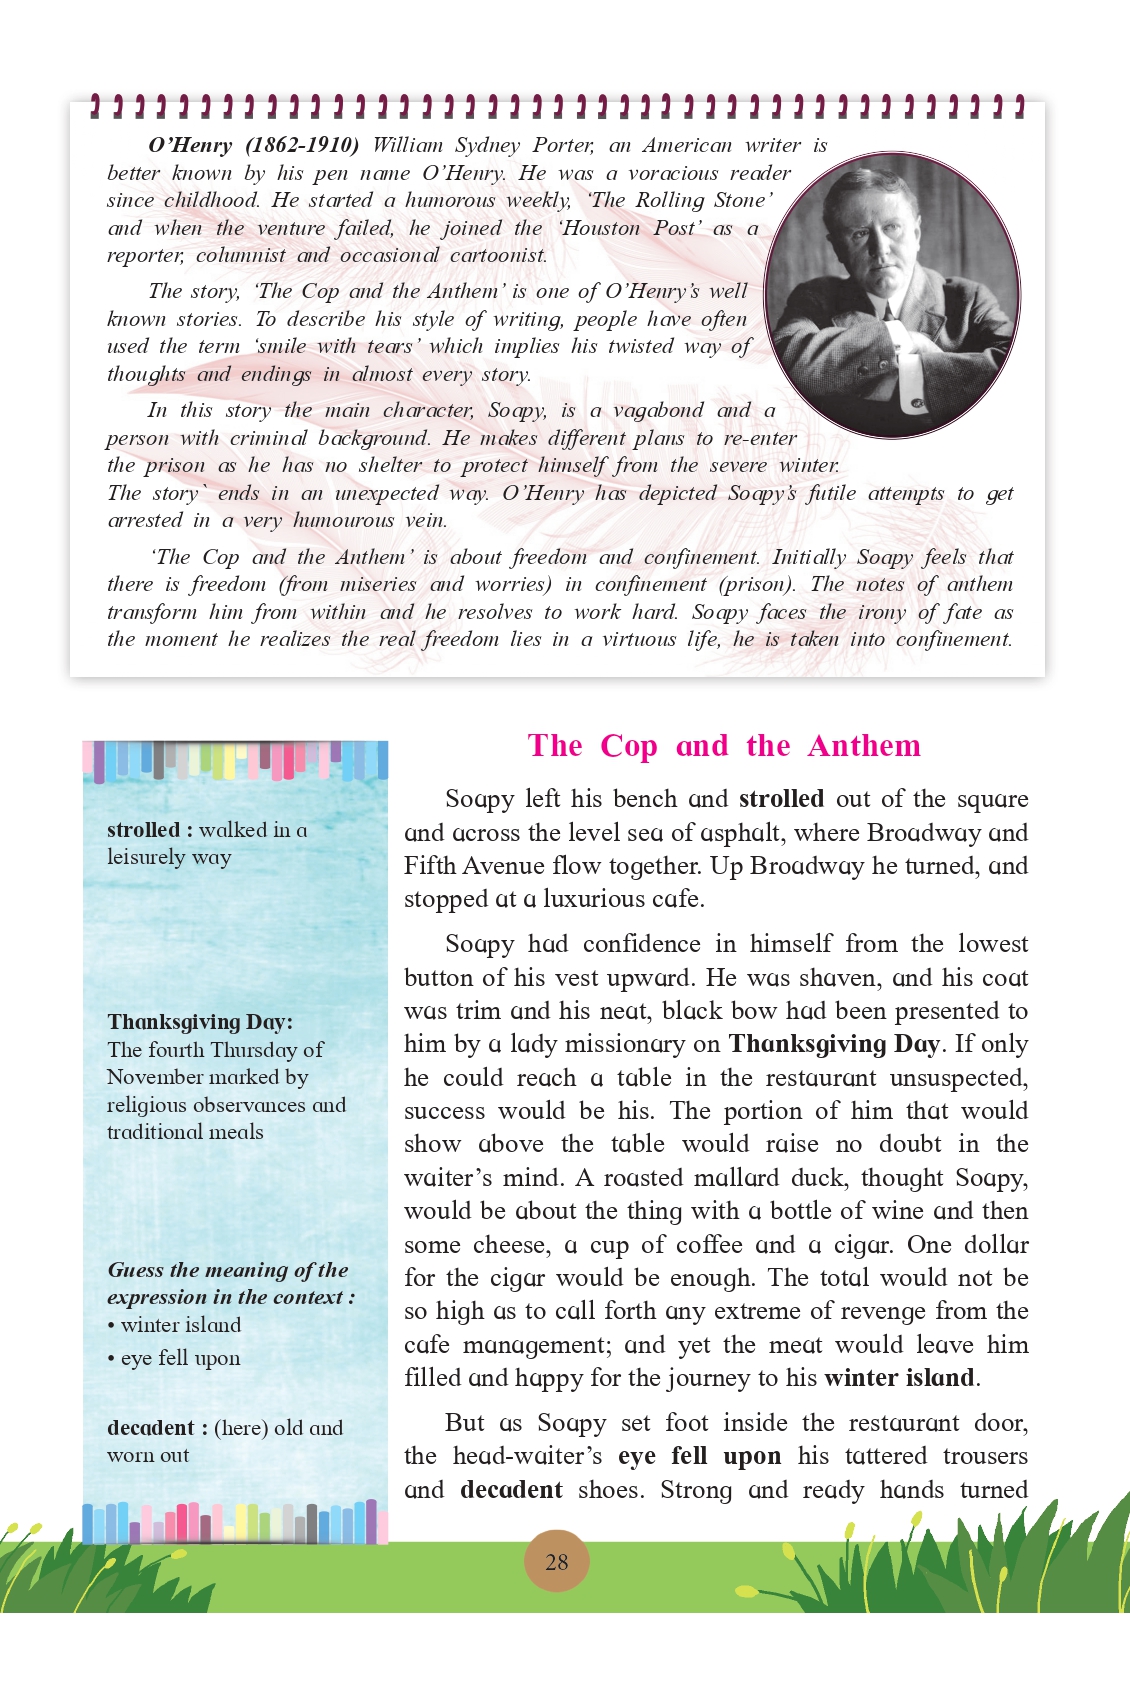 O’Henry (1862-1910) William Sydney Porter, an American writer is
better known by his pen name O’Henry. He was a voracious reader
since childhood. He started a humorous weekly, ‘The Rolling Stone’
and when the venture failed, he joined the ‘Houston Post’ as a
reporter, columnist and occasional cartoonist.
The story, ‘The Cop and the Anthem’ is one of O’Henry’s well
known stories. To describe his style of writing, people have often
used the term ‘smile with tears’ which implies his twisted way of
thoughts and endings in almost every story.
In this story the main character, Soapy, is a vagabond and a
person with criminal background. He makes different plans to re-enter
the prison as he has no shelter to protect himself from the severe winter.
The story` ends in an unexpected way. O’Henry has depicted Soapy’s futile attempts to get
arrested in a very humourous vein.
‘The Cop and the Anthem’ is about freedom and confinement. Initially Soapy feels that
there is freedom (from miseries and worries) in confinement (prison). The notes of anthem
transform him from within and he resolves to work hard. Soapy faces the irony of fate as
the moment he realizes the real freedom lies in a virtuous life, he is taken into confinement.
strolled : walked in a
leisurely way
Thanksgiving Day:
The fourth Thursday of
November marked by
religious observances and
traditional meals
Guess the meaning of the
expression in the context :
• winter island
• eye fell upon
decadent : (here) old and
worn out
The Cop and the Anthem
Soapy left his bench and strolled out of the square
and across the level sea of asphalt, where Broadway and
Fifth Avenue flow together. Up Broadway he turned, and
stopped at a luxurious cafe.
Soapy had confidence in himself from the lowest
button of his vest upward. He was shaven, and his coat
was trim and his neat, black bow had been presented to
him by a lady missionary on Thanksgiving Day. If only
he could reach a table in the restaurant unsuspected,
success would be his. The portion of him that would
show above the table would raise no doubt in the
waiter’s mind. A roasted mallard duck, thought Soapy,
would be about the thing with a bottle of wine and then
some cheese, a cup of coffee and a cigar. One dollar
for the cigar would be enough. The total would not be
so high as to call forth any extreme of revenge from the
cafe management; and yet the meat would leave him
filled and happy for the journey to his winter island.
But as Soapy set foot inside the restaurant door,
the head-waiter’s eye fell upon his tattered trousers
and decadent shoes. Strong and ready hands turned
28